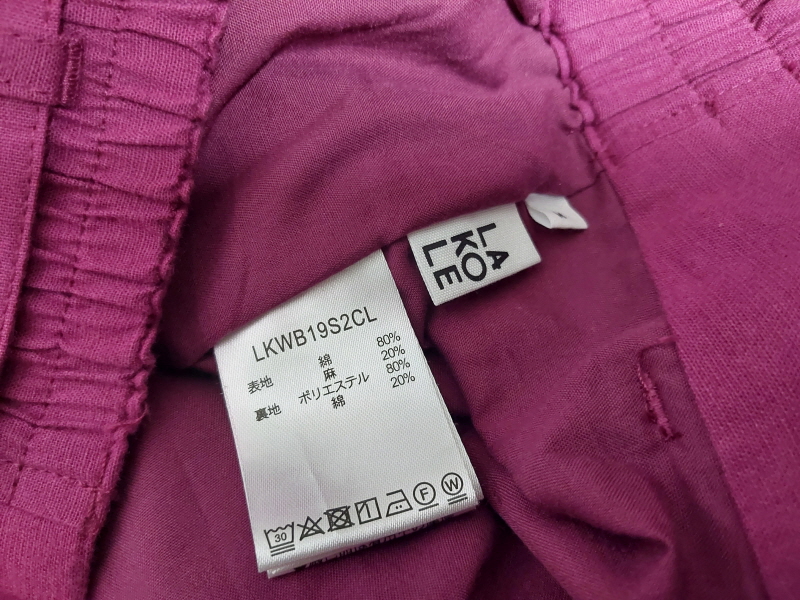 LA
KO
LE
LKWB19S2CL
表地 綿 80%
麻 20%
裏地 ポリエステル 80%
綿 20%
30
F
W